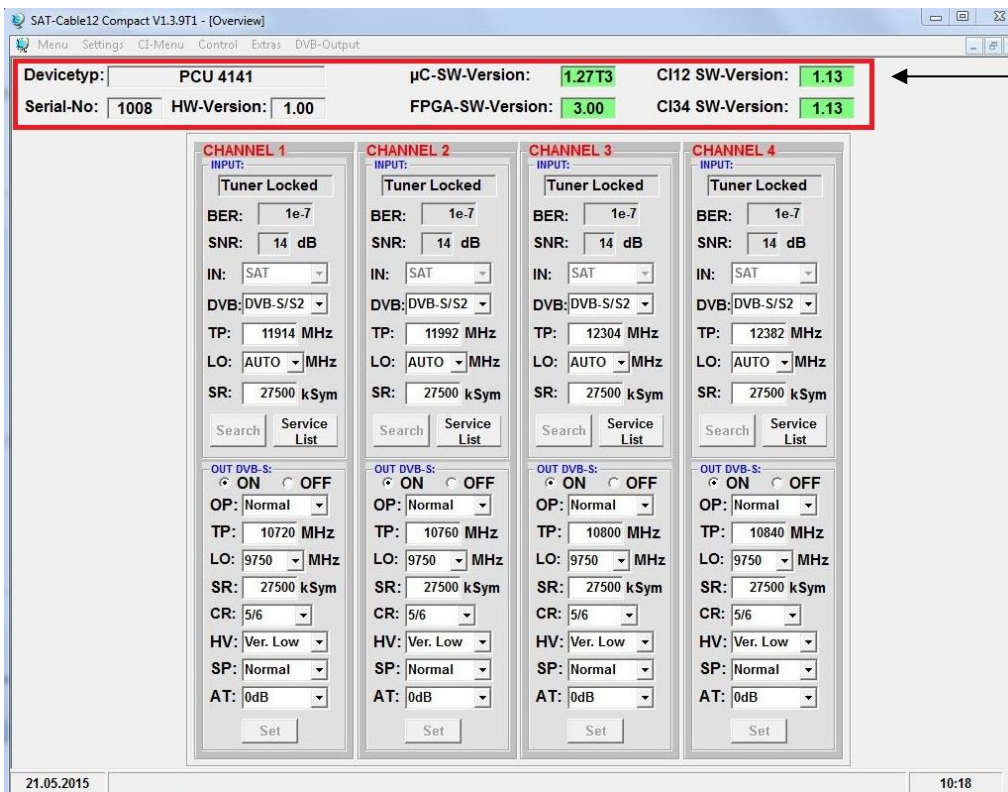 SAT-Cable12 Compact V1.3.9T1 - [Overview]
Menu Settings CI-Menu Control Extras DVB-Output
Devicetyp: PCU 4141 µC-SW-Version: 1.27T3 CI12 SW-Version: 1.13
Serial-No: 1008 HW-Version: 1.00 FPGA-SW-Version: 3.00 CI34 SW-Version: 1.13
CHANNEL 1
INPUT:
Tuner Locked
BER: 1e-7
SNR: 14 dB
IN: SAT
DVB: DVB-S/S2
TP: 11914 MHz
LO: AUTO MHz
SR: 27500 kSym
Search Service List
OUT DVB-S:
ON OFF
OP: Normal
TP: 10720 MHz
LO: 9750 MHz
SR: 27500 kSym
CR: 5/6
HV: Ver. Low
SP: Normal
AT: 0dB
Set
CHANNEL 2
INPUT:
Tuner Locked
BER: 1e-7
SNR: 14 dB
IN: SAT
DVB: DVB-S/S2
TP: 11992 MHz
LO: AUTO MHz
SR: 27500 kSym
Search Service List
OUT DVB-S:
ON OFF
OP: Normal
TP: 10760 MHz
LO: 9750 MHz
SR: 27500 kSym
CR: 5/6
HV: Ver. Low
SP: Normal
AT: 0dB
Set
CHANNEL 3
INPUT:
Tuner Locked
BER: 1e-7
SNR: 14 dB
IN: SAT
DVB: DVB-S/S2
TP: 12304 MHz
LO: AUTO MHz
SR: 27500 kSym
Search Service List
OUT DVB-S:
ON OFF
OP: Normal
TP: 10800 MHz
LO: 9750 MHz
SR: 27500 kSym
CR: 5/6
HV: Ver. Low
SP: Normal
AT: 0dB
Set
CHANNEL 4
INPUT:
Tuner Locked
BER: 1e-7
SNR: 14 dB
IN: SAT
DVB: DVB-S/S2
TP: 12382 MHz
LO: AUTO MHz
SR: 27500 kSym
Search Service List
OUT DVB-S:
ON OFF
OP: Normal
TP: 10840 MHz
LO: 9750 MHz
SR: 27500 kSym
CR: 5/6
HV: Ver. Low
SP: Normal
AT: 0dB
Set
21.05.2015 10:18